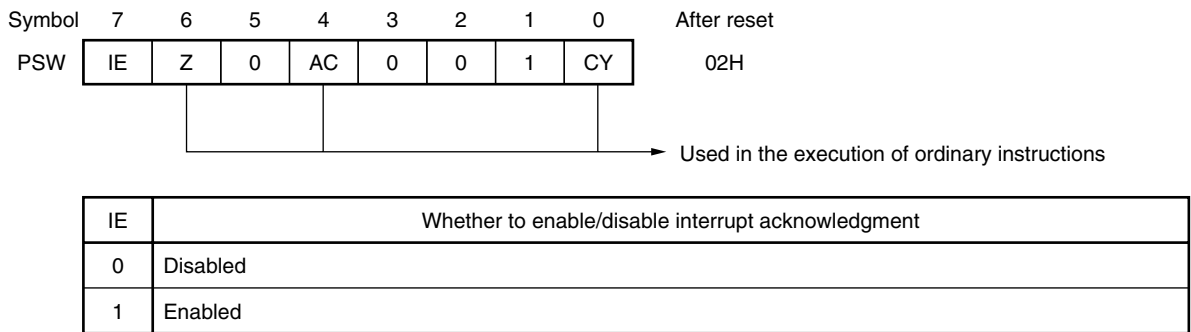 Symbol 7 6 5 4 3 2 1 0 After reset
PSW IE Z 0 AC 0 0 1 CY 02H
Used in the execution of ordinary instructions
IE Whether to enable/disable interrupt acknowledgment
0 Disabled
1 Enabled